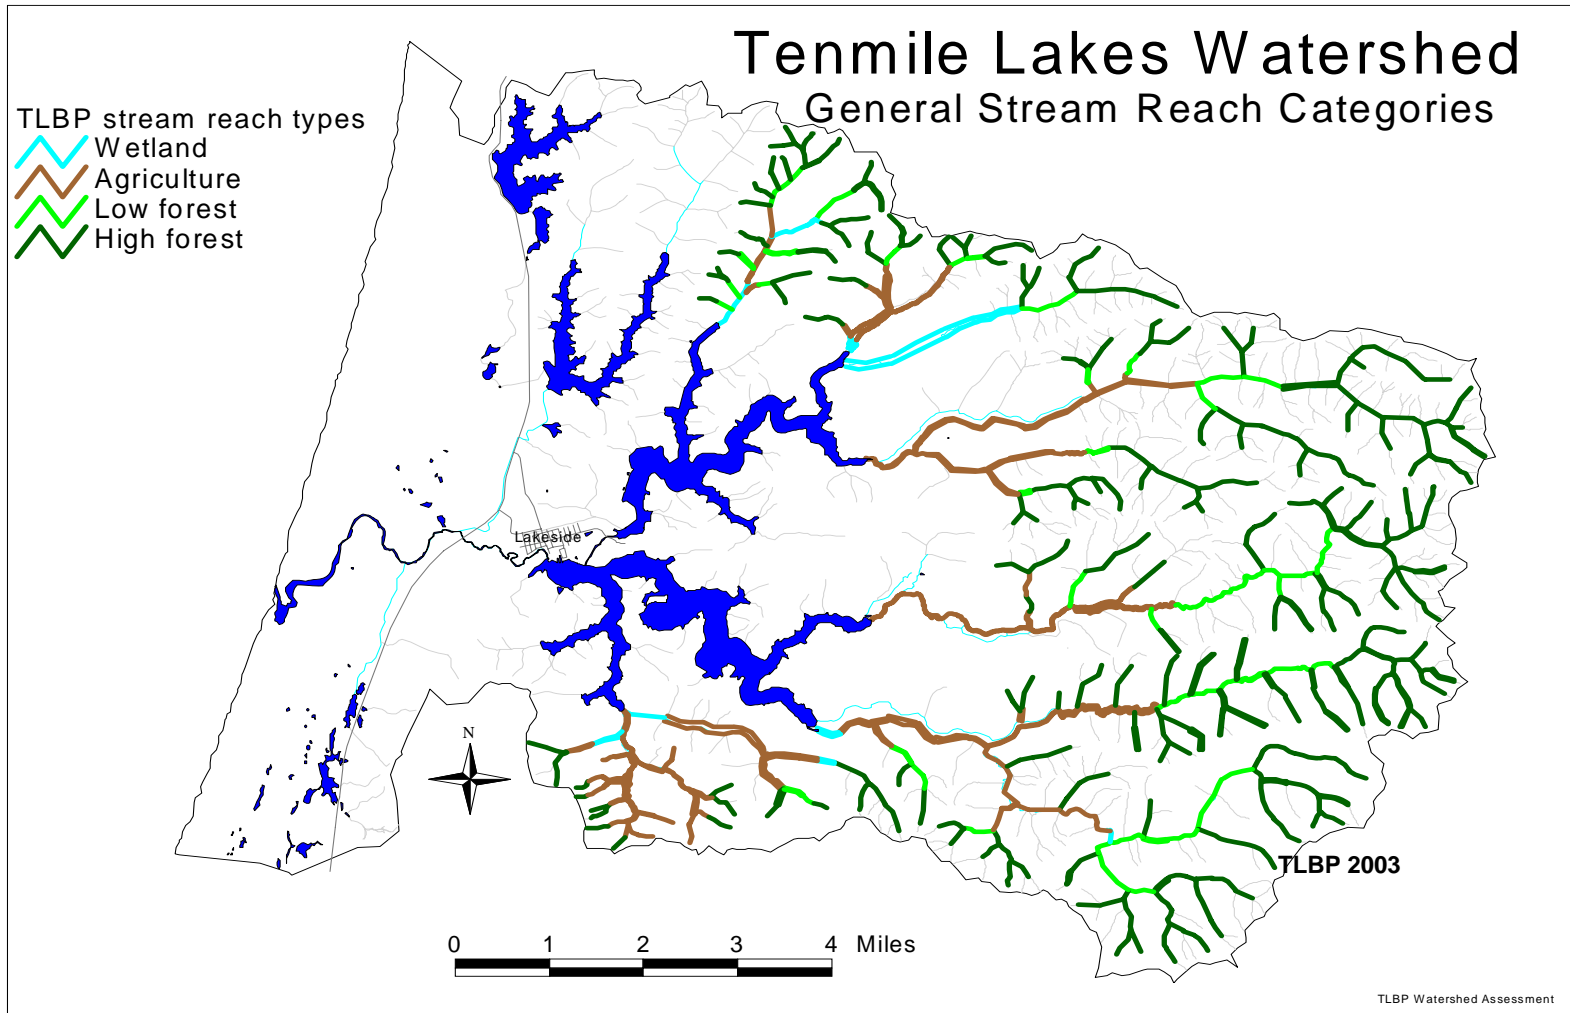 Tenmile Lakes Watershed
General Stream Reach Categories
TLBP stream reach types
Wetland
Agriculture
Low forest
High forest
Lakeside
N
TLBP 2003
0 1 2 3 4 Miles
TLBP Watershed Assessment